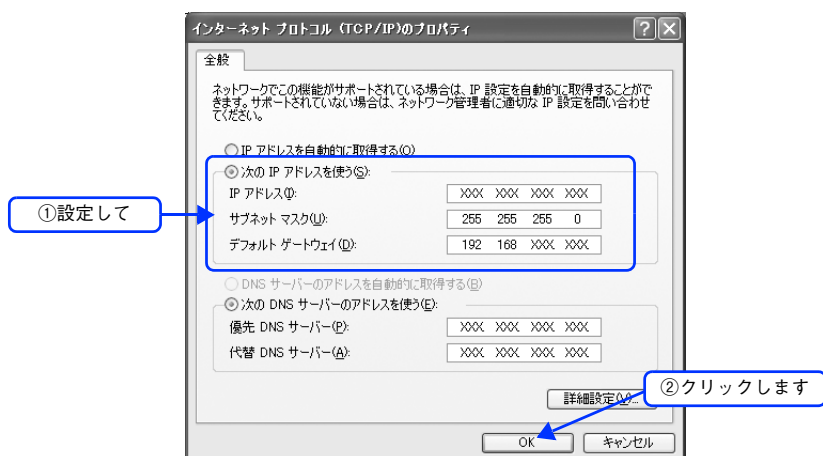 インターネット プロトコル (TCP/IP)のプロパティ
全般
ネットワークでこの機能がサポートされている場合は、IP 設定を自動的に取得することがで
きます。サポートされていない場合は、ネットワーク管理者に適切な IP 設定を問い合わせ
てください。
IP アドレスを自動的に取得する(O)
次の IP アドレスを使う(S):
IP アドレス(I): XXX XXX XXX XXX
①設定して
サブネット マスク(U): 255 255 255 0
デフォルト ゲートウェイ(D): 192 168 XXX XXX
DNS サーバーのアドレスを自動的に取得する(B)
次の DNS サーバーのアドレスを使う(E):
優先 DNS サーバー(P): XXX XXX XXX XXX
代替 DNS サーバー(A): XXX XXX XXX XXX
詳細設定(V)...
②クリックします
OK キャンセル